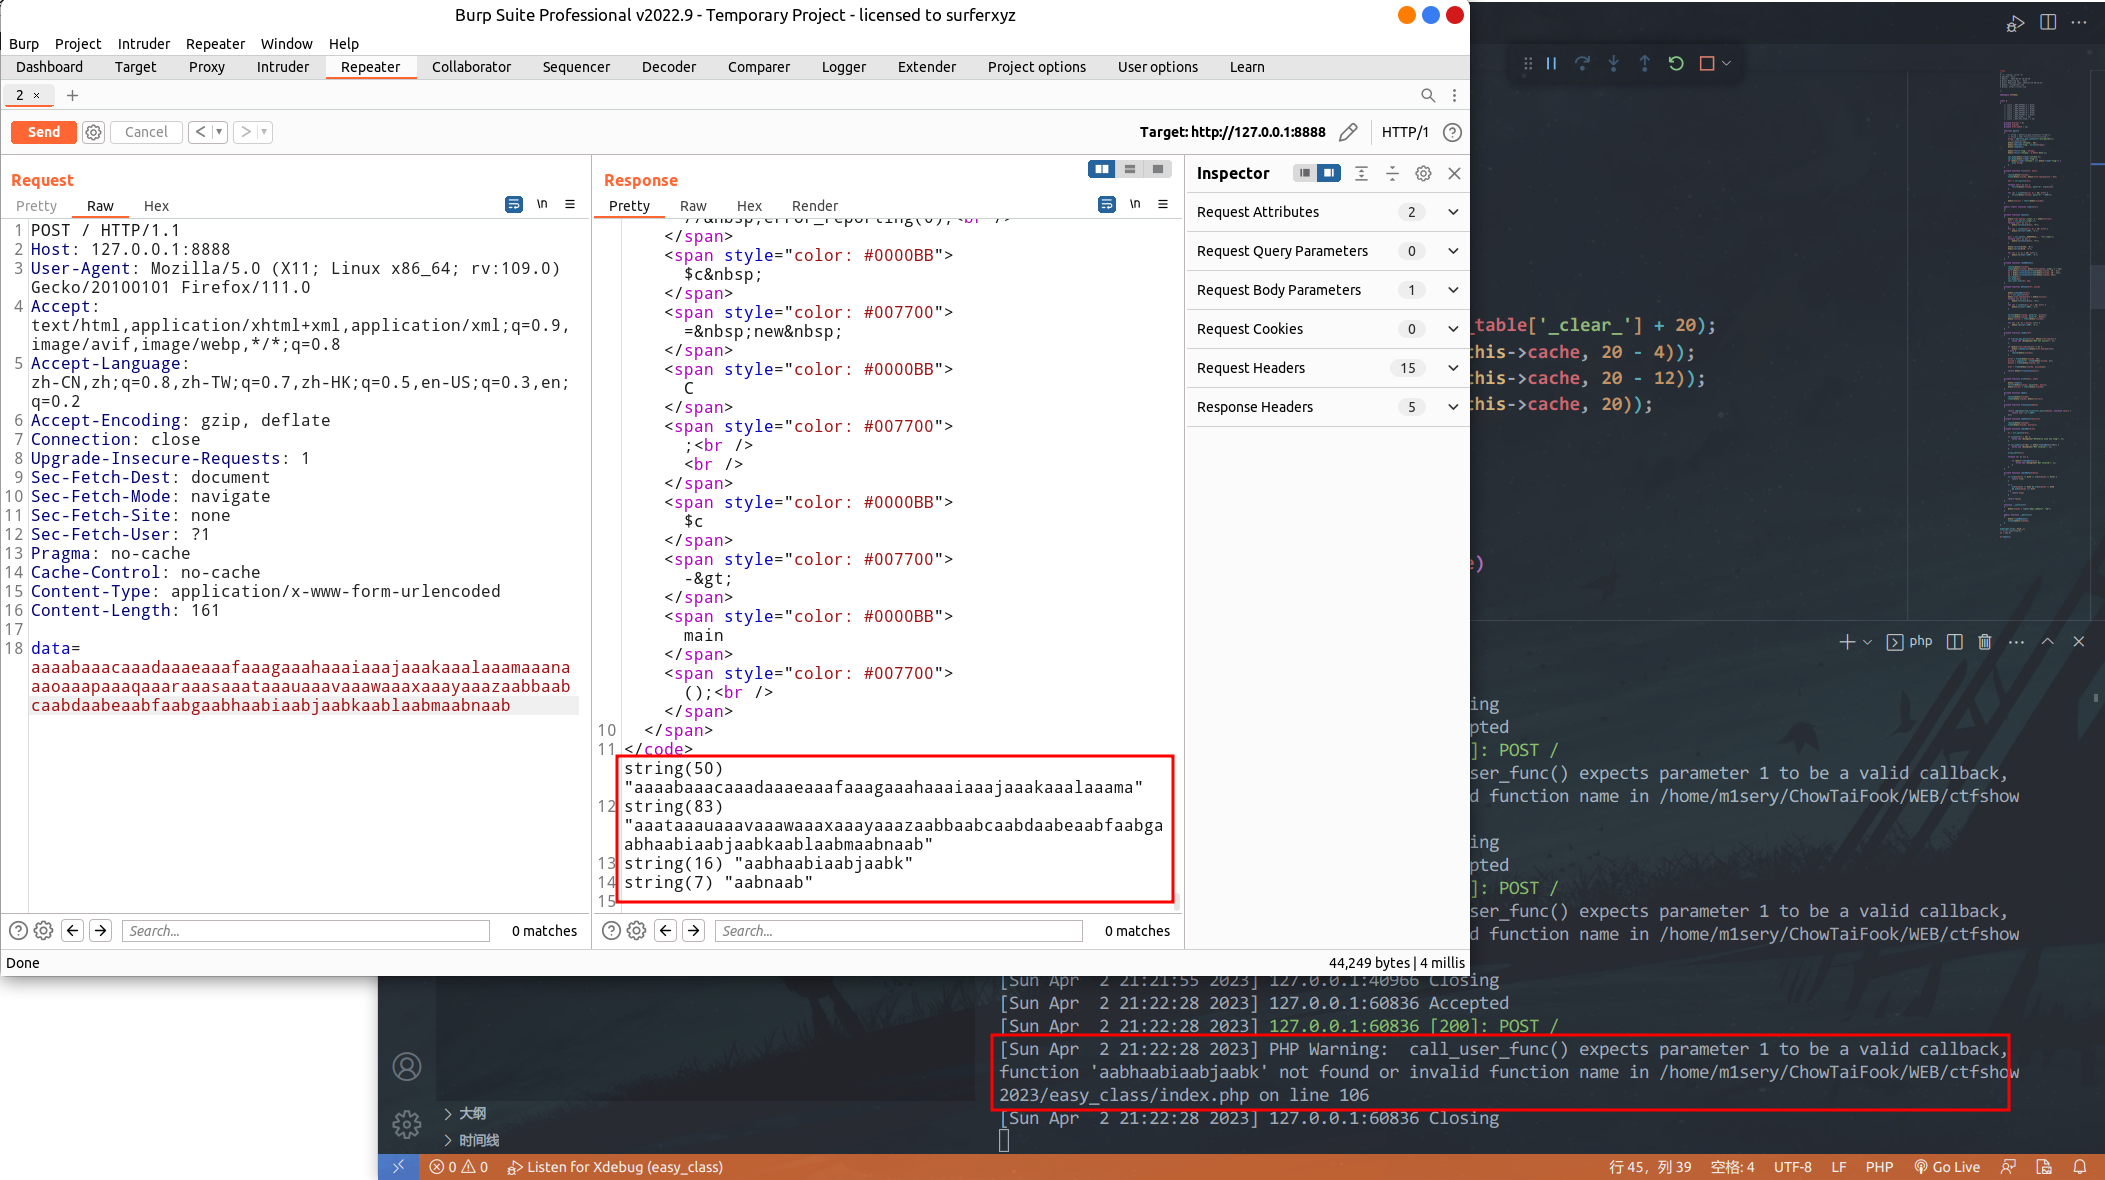 Burp Suite Professional v2022.9 - Temporary Project - licensed to surferxyz
Burp Project Intruder Repeater Window Help
Dashboard Target Proxy Intruder Repeater Collaborator Sequencer Decoder Comparer Logger Extender Project options User options Learn
2 ×
Send Cancel
Target: http://127.0.0.1:8888 HTTP/1
Request
Pretty Raw Hex
\n
1 POST / HTTP/1.1
2 Host: 127.0.0.1:8888
3 User-Agent: Mozilla/5.0 (X11; Linux x86_64; rv:109.0)
Gecko/20100101 Firefox/111.0
4 Accept:
text/html,application/xhtml+xml,application/xml;q=0.9,
image/avif,image/webp,*/*;q=0.8
5 Accept-Language:
zh-CN,zh;q=0.8,zh-TW;q=0.7,zh-HK;q=0.5,en-US;q=0.3,en;
q=0.2
6 Accept-Encoding: gzip, deflate
7 Connection: close
8 Upgrade-Insecure-Requests: 1
9 Sec-Fetch-Dest: document
10 Sec-Fetch-Mode: navigate
11 Sec-Fetch-Site: none
12 Sec-Fetch-User: ?1
13 Pragma: no-cache
14 Cache-Control: no-cache
15 Content-Type: application/x-www-form-urlencoded
16 Content-Length: 161
17
18 data=
aaaabaaacaaadaaaeaaafaaagaaahaaaiaaajaaakaaalaaamaaana
aaoaaapaaaqaaaraaasaaataaauaaavaaawaaaxaaayaaazaabbaab
caabdaabeaabfaabgaabhaabiaabjaabkaablaabmaabnaab
Search... 0 matches
Response
Pretty Raw Hex Render
\n
//&nbsp;error_reporting(0);<br />
</span>
<span style="color: #0000BB">
$c&nbsp;
</span>
<span style="color: #007700">
=&nbsp;new&nbsp;
</span>
<span style="color: #0000BB">
C
</span>
<span style="color: #007700">
;<br />
<br />
</span>
<span style="color: #0000BB">
$c
</span>
<span style="color: #007700">
-&gt;
</span>
<span style="color: #0000BB">
main
</span>
<span style="color: #007700">
();<br />
</span>
10 </span>
11 </code>
string(50)
"aaaabaaacaaadaaaeaaafaaagaaahaaaiaaajaaakaaalaaama"
12 string(83)
"aaataaauaaavaaawaaaxaaayaaazaabbaabcaabdaabeaabfaabga
abhaabiaabjaabkaablaabmaabnaab"
13 string(16) "aabhaabiaabjaabk"
14 string(7) "aabnaab"
15
Search... 0 matches
Inspector
Request Attributes 2
Request Query Parameters 0
Request Body Parameters 1
Request Cookies 0
Request Headers 15
Response Headers 5
Done
44,249 bytes | 4 millis
_table['_clear_'] + 20);
this->cache, 20 - 4));
this->cache, 20 - 12));
this->cache, 20));
e)
php
ing
epted
]: POST /
ser_func() expects parameter 1 to be a valid callback,
d function name in /home/m1sery/ChowTaiFook/WEB/ctfshow
ing
epted
]: POST /
ser_func() expects parameter 1 to be a valid callback,
d function name in /home/m1sery/ChowTaiFook/WEB/ctfshow
[Sun Apr 2 21:21:55 2023] 127.0.0.1:40966 Closing
[Sun Apr 2 21:22:28 2023] 127.0.0.1:60836 Accepted
[Sun Apr 2 21:22:28 2023] 127.0.0.1:60836 [200]: POST /
[Sun Apr 2 21:22:28 2023] PHP Warning: call_user_func() expects parameter 1 to be a valid callback,
function 'aabhaabiaabjaabk' not found or invalid function name in /home/m1sery/ChowTaiFook/WEB/ctfshow
2023/easy_class/index.php on line 106
[Sun Apr 2 21:22:28 2023] 127.0.0.1:60836 Closing
大纲
时间线
0 0 Listen for Xdebug (easy_class)
行 45，列 39 空格: 4 UTF-8 LF PHP Go Live